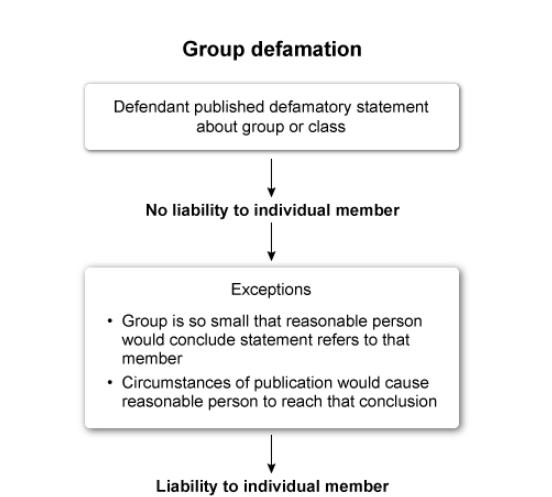 Group defamation
Defendant published defamatory statement
about group or class
No liability to individual member
Exceptions
• Group is so small that reasonable person
would conclude statement refers to that
member
• Circumstances of publication would cause
reasonable person to reach that conclusion
Liability to individual member